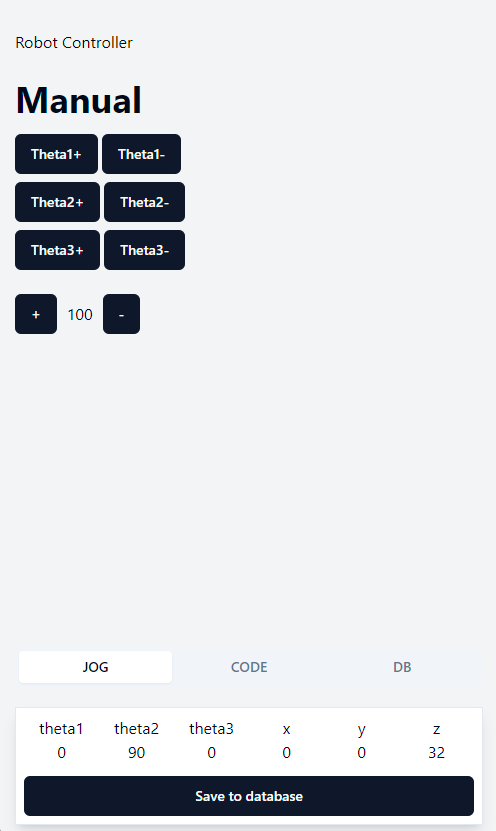 Robot Controller
Manual
Theta1+ Theta1-
Theta2+ Theta2-
Theta3+ Theta3-
+ 100 -
JOG CODE DB
theta1 theta2 theta3 x y z
0 90 0 0 0 32
Save to database